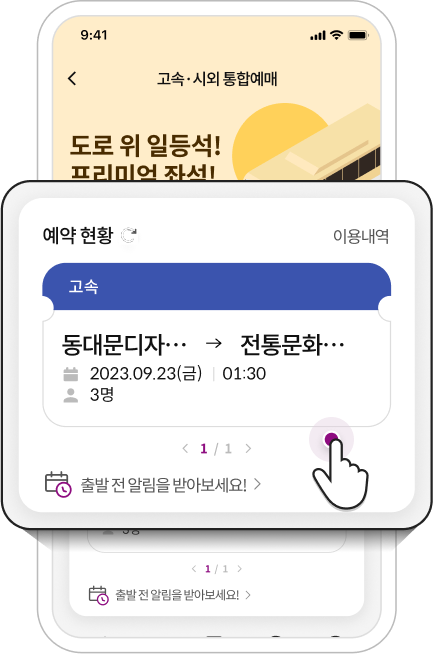 9:41
고속·시외 통합예매
도로 위 일등석!
프리미엄 좌석!
예약 현황
이용내역
고속
동대문디자··· → 전통문화···
2023.09.23(금) | 01:30
3명
< 1 / 1 >
출발 전 알림을 받아보세요! >
3명
< 1 / 1 >
출발 전 알림을 받아보세요! >